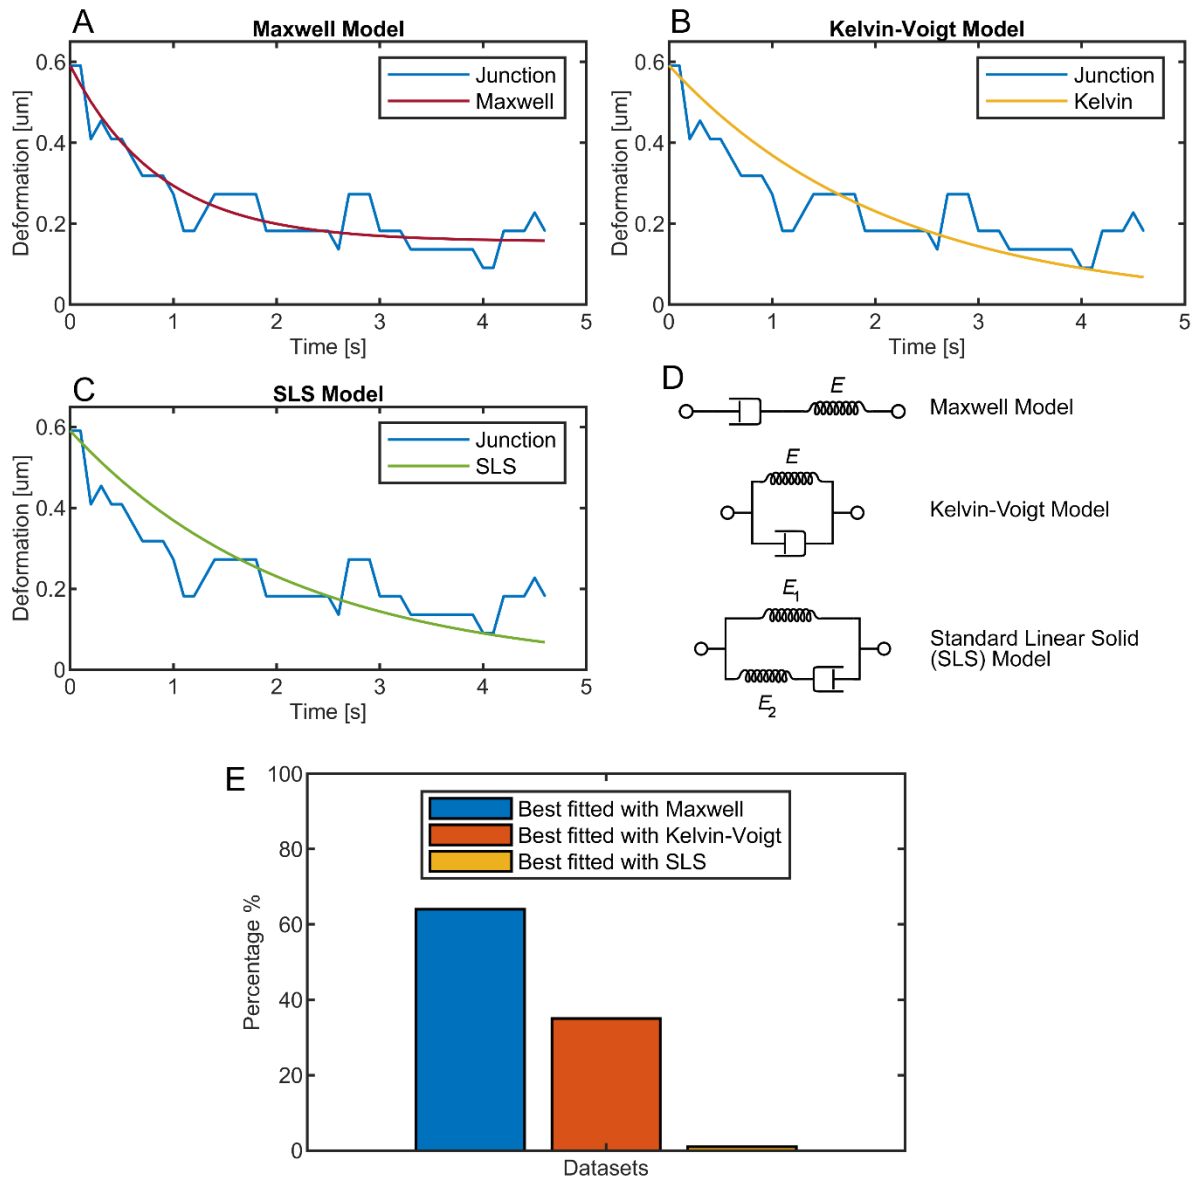 A
Maxwell Model
Deformation [um]
0.6
0.4
0.2
0
Junction
Maxwell
0 1 2 3 4 5
Time [s]
B
Kelvin-Voigt Model
Deformation [um]
0.6
0.4
0.2
0
Junction
Kelvin
0 1 2 3 4 5
Time [s]
C
SLS Model
Deformation [um]
0.6
0.4
0.2
0
Junction
SLS
0 1 2 3 4 5
Time [s]
D
E
Maxwell Model
E
Kelvin-Voigt Model
E1
Standard Linear Solid
(SLS) Model
E2
E
Percentage %
100
80
60
40
20
0
Best fitted with Maxwell
Best fitted with Kelvin-Voigt
Best fitted with SLS
Datasets